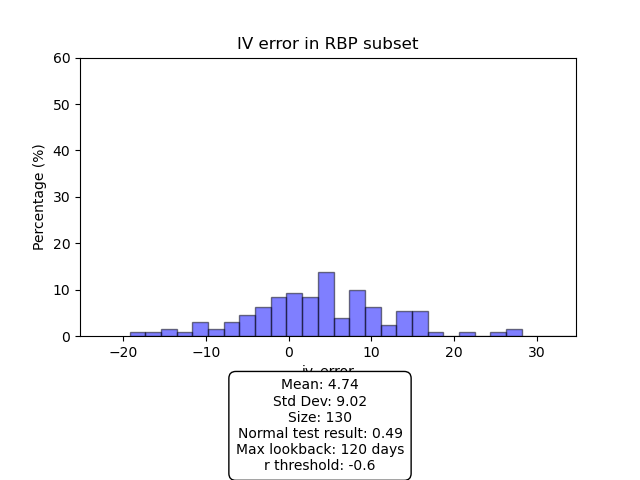 IV error in RBP subset
60
50
40
30
20
10
0
Percentage (%)
−20
−10
0
10
20
30
iv_error
Mean: 4.74
Std Dev: 9.02
Size: 130
Normal test result: 0.49
Max lookback: 120 days
r threshold: -0.6